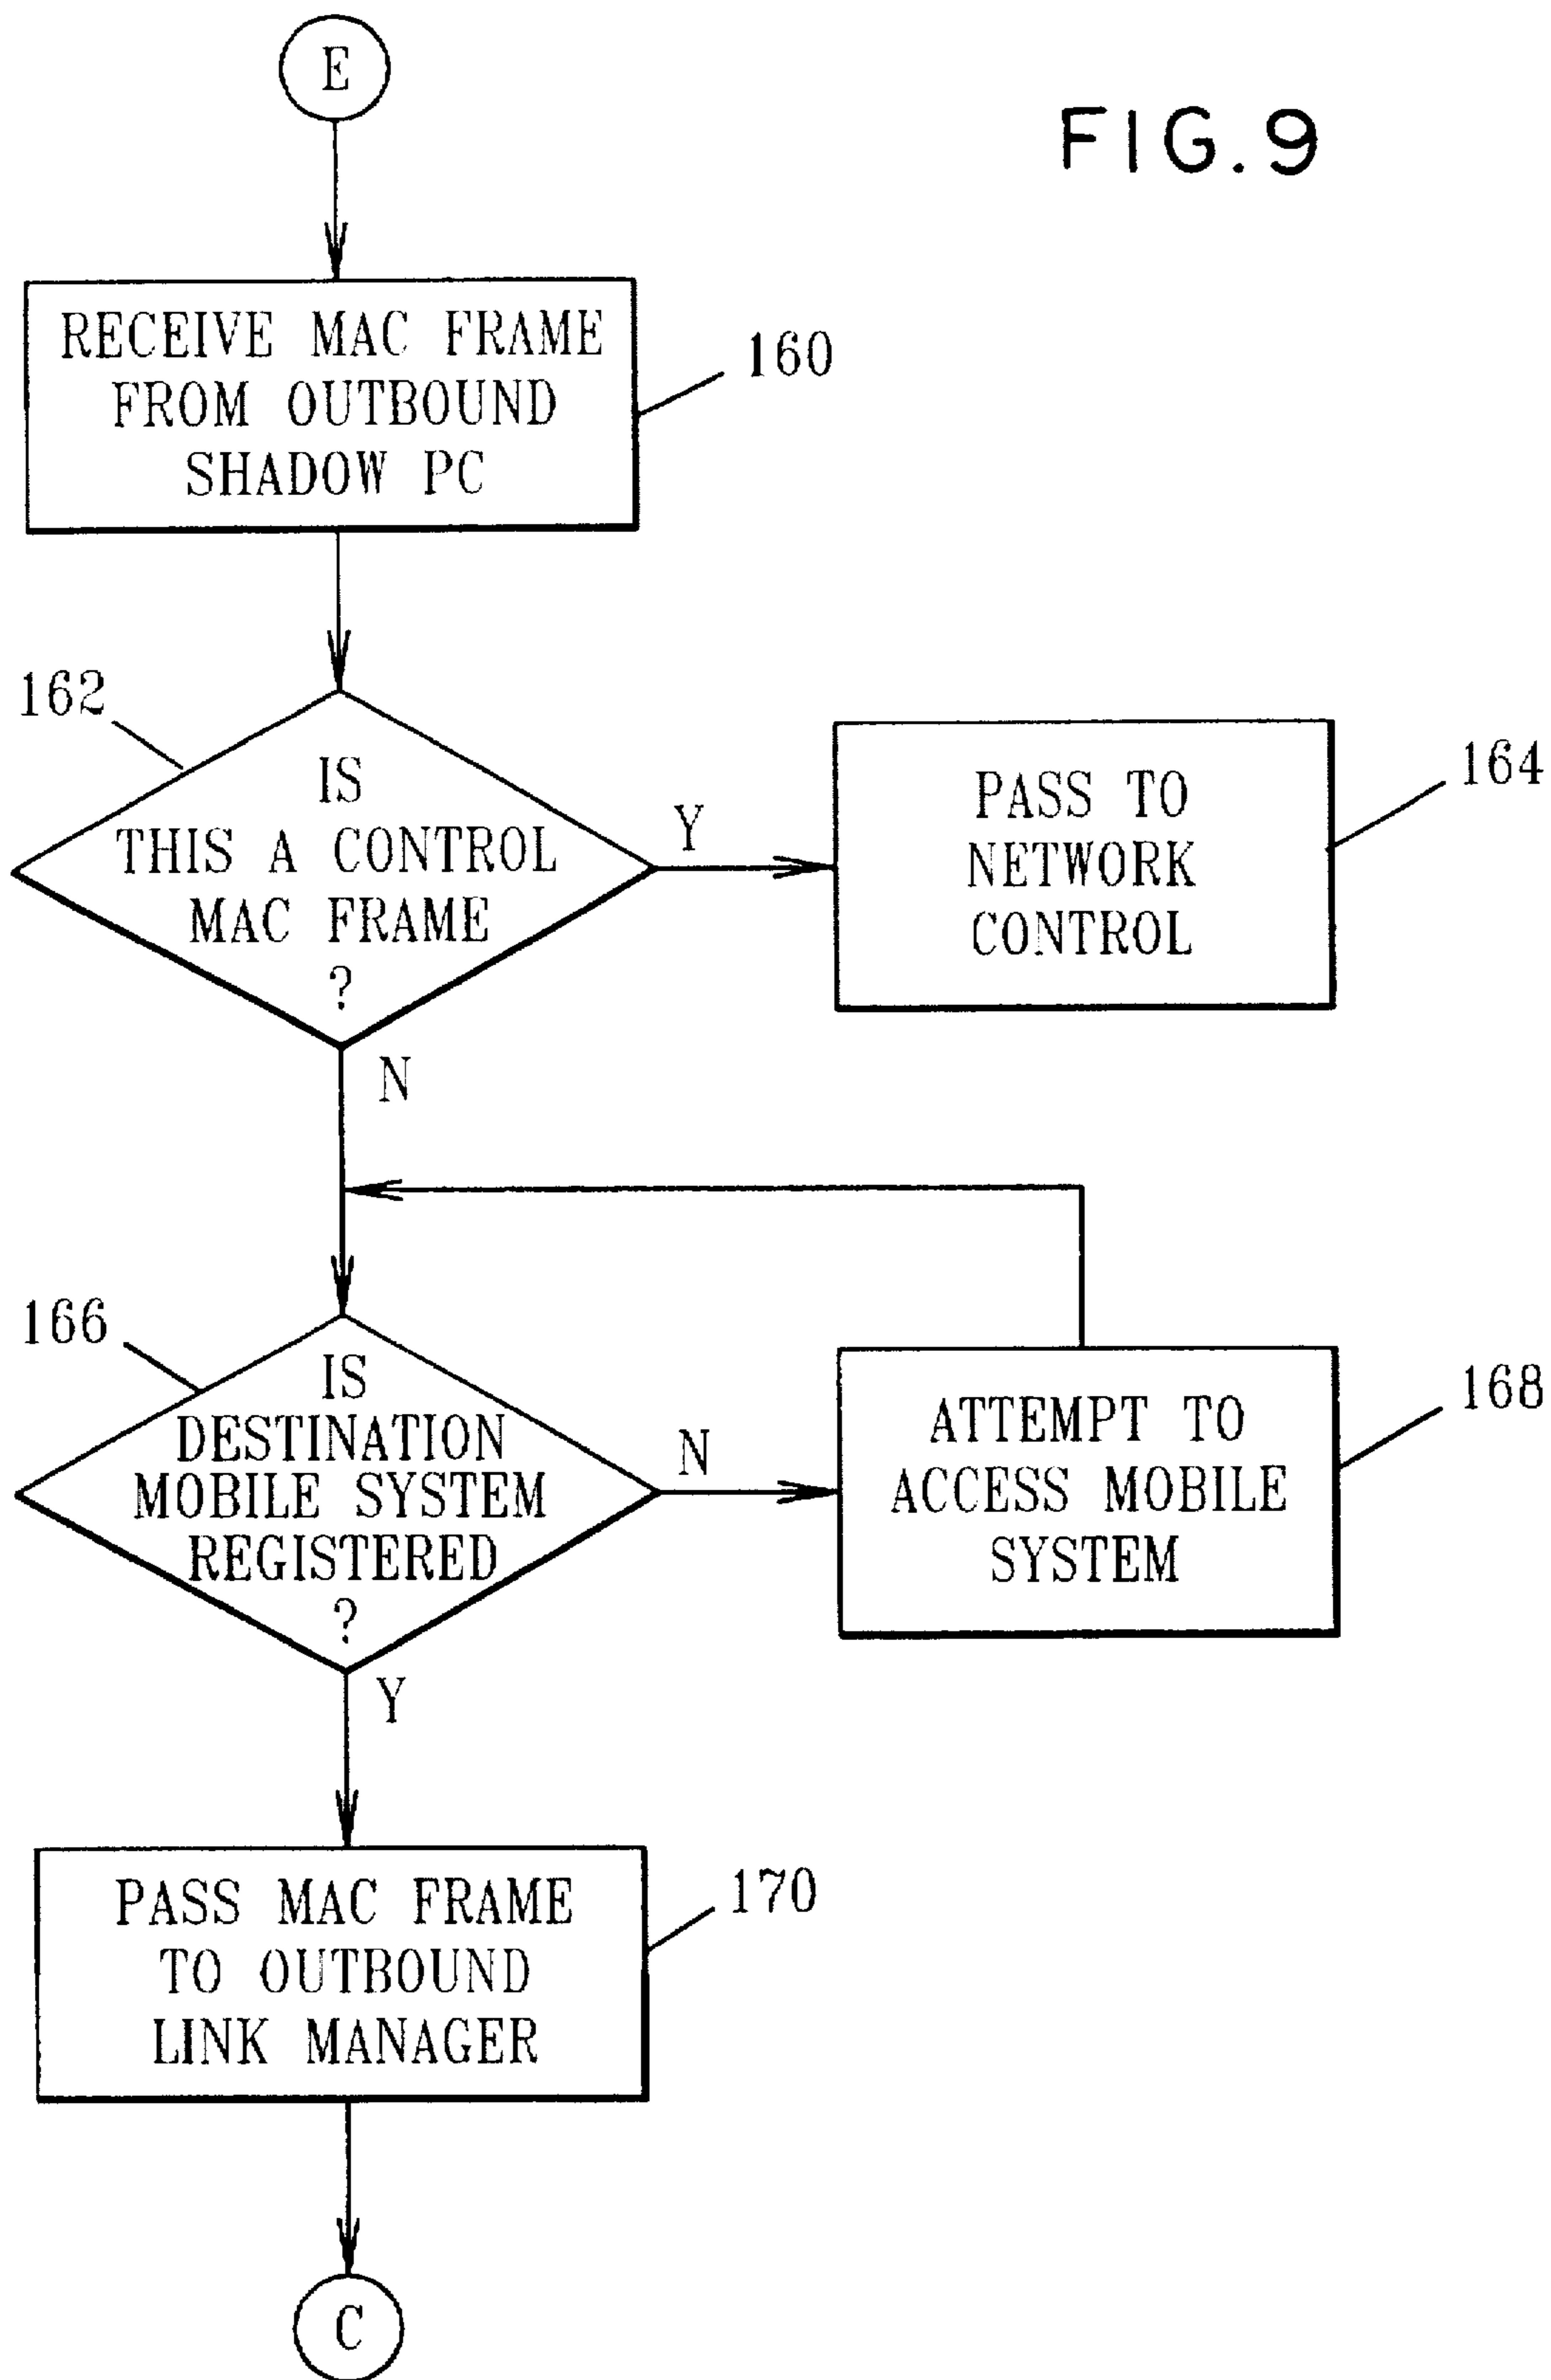 E
FIG.9
RECEIVE MAC FRAME
FROM OUTBOUND
SHADOW PC
160
162
IS
THIS A CONTROL
MAC FRAME
?
Y
N
PASS TO
NETWORK
CONTROL
164
166
IS
DESTINATION
MOBILE SYSTEM
REGISTERED
?
N
Y
ATTEMPT TO
ACCESS MOBILE
SYSTEM
168
PASS MAC FRAME
TO OUTBOUND
LINK MANAGER
170
C